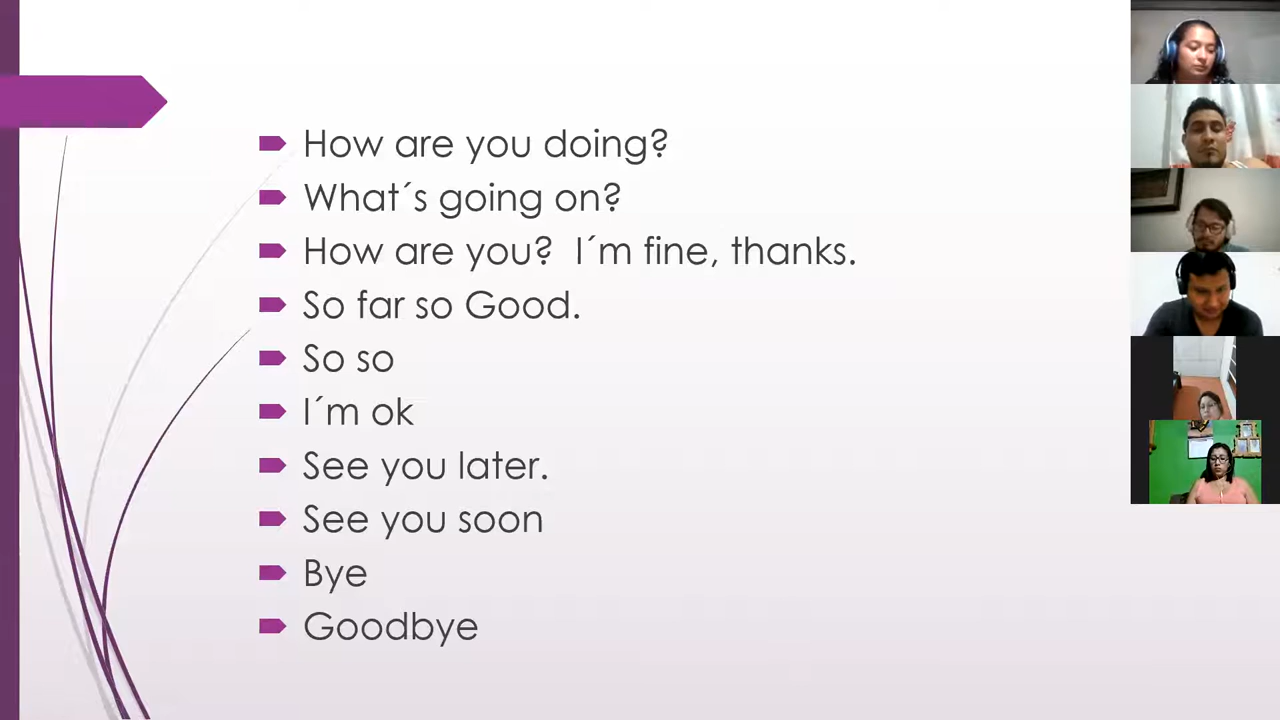 How are you doing?
What´s going on?
How are you?  I´m fine, thanks.
So far so Good.
So so
I´m ok
See you later.
See you soon
Bye
Goodbye